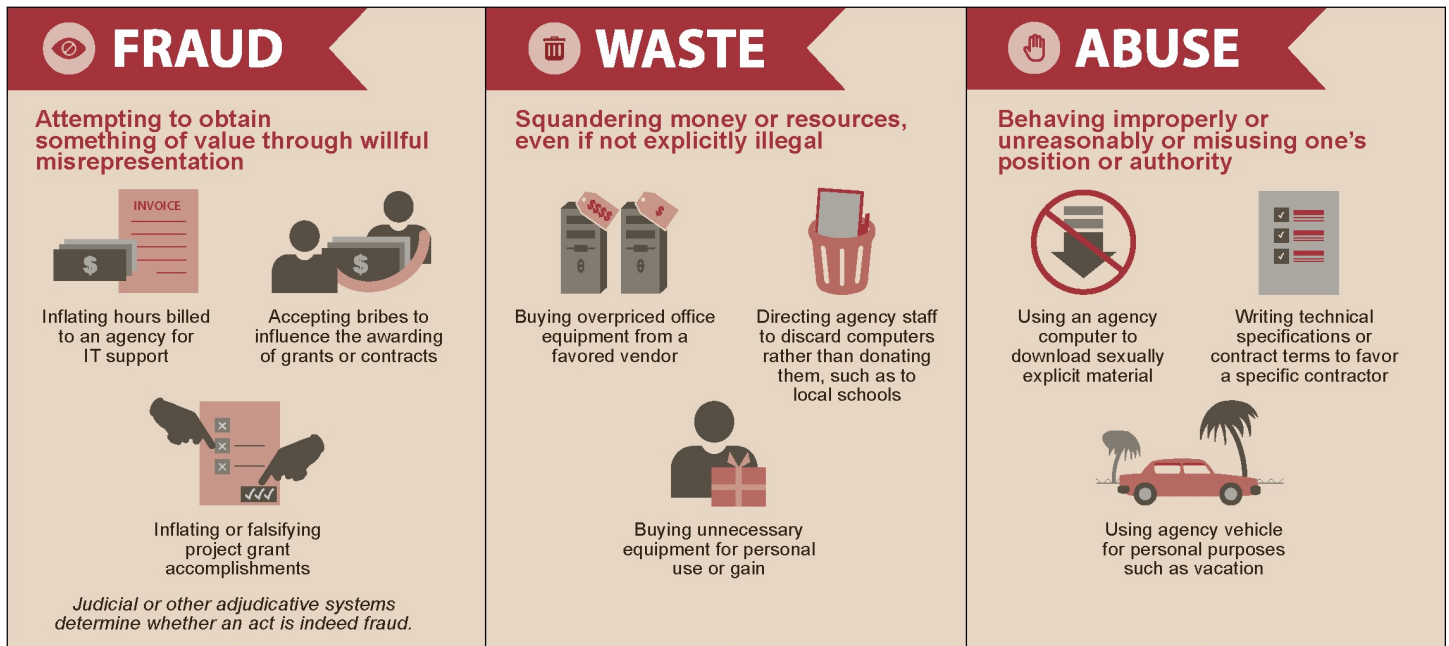 FRAUD
Attempting to obtain
something of value through willful
misrepresentation
INVOICE
$
$
Inflating hours billed
to an agency for
IT support
Accepting bribes to
influence the awarding
of grants or contracts
Inflating or falsifying
project grant
accomplishments
Judicial or other adjudicative systems
determine whether an act is indeed fraud.
WASTE
Squandering money or resources,
even if not explicitly illegal
$$$$
$
Buying overpriced office
equipment from a
favored vendor
Directing agency staff
to discard computers
rather than donating
them, such as to
local schools
Buying unnecessary
equipment for personal
use or gain
ABUSE
Behaving improperly or
unreasonably or misusing one’s
position or authority
Using an agency
computer to
download sexually
explicit material
Writing technical
specifications or
contract terms to favor
a specific contractor
Using agency vehicle
for personal purposes
such as vacation